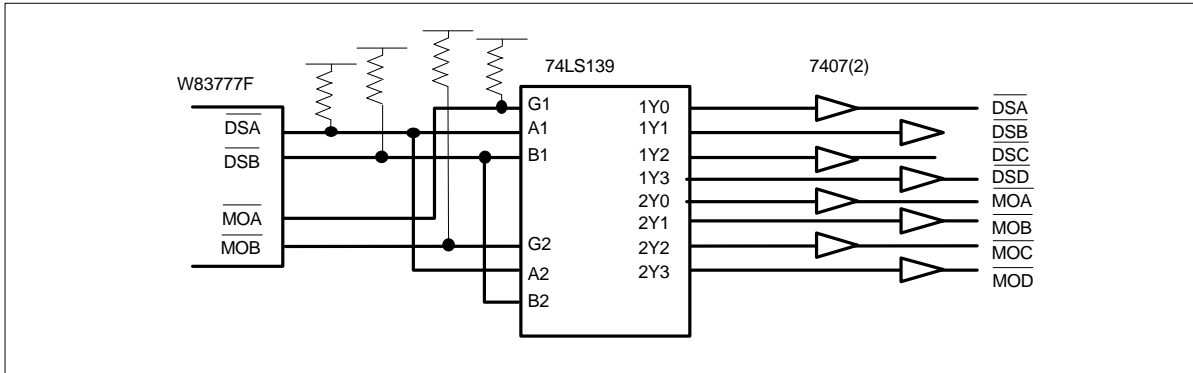 74LS139
7407(2)
W83777F
DSA
DSB
MOA
MOB
G1
A1
B1
G2
A2
B2
1Y0
1Y1
1Y2
1Y3
2Y0
2Y1
2Y2
2Y3
DSA
DSB
DSC
DSD
MOA
MOB
MOC
MOD